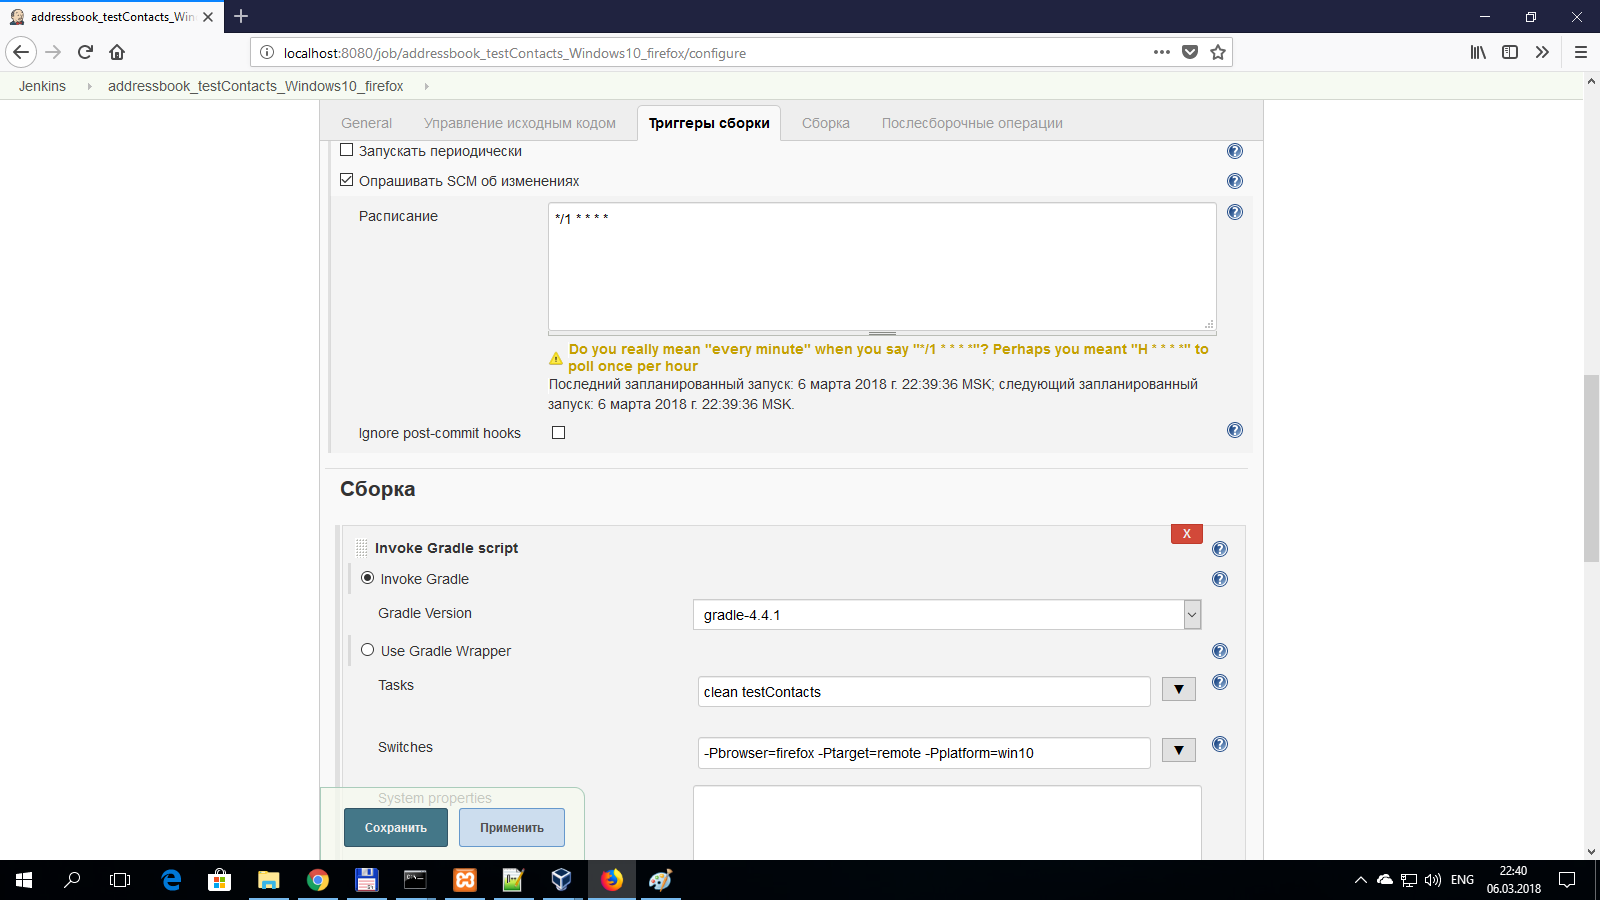 addressbook_testContacts_Win
localhost:8080/job/addressbook_testContacts_Windows10_firefox/configure
Jenkins addressbook_testContacts_Windows10_firefox
General Управление исходным кодом Триггеры сборки Сборка Послесборочные операции
Запускать периодически
Опрашивать SCM об изменениях
Расписание
*/1 * * * *
Do you really mean "every minute" when you say "*/1 * * * *"? Perhaps you meant "H * * * *" to
poll once per hour
Последний запланированный запуск: 6 марта 2018 г. 22:39:36 MSK; следующий запланированный
запуск: 6 марта 2018 г. 22:39:36 MSK.
Ignore post-commit hooks
Сборка
X
Invoke Gradle script
Invoke Gradle
Gradle Version
gradle-4.4.1
Use Gradle Wrapper
Tasks
clean testContacts
Switches
-Pbrowser=firefox -Ptarget=remote -Pplatform=win10
System properties
Сохранить Применить
ENG
22:40
06.03.2018